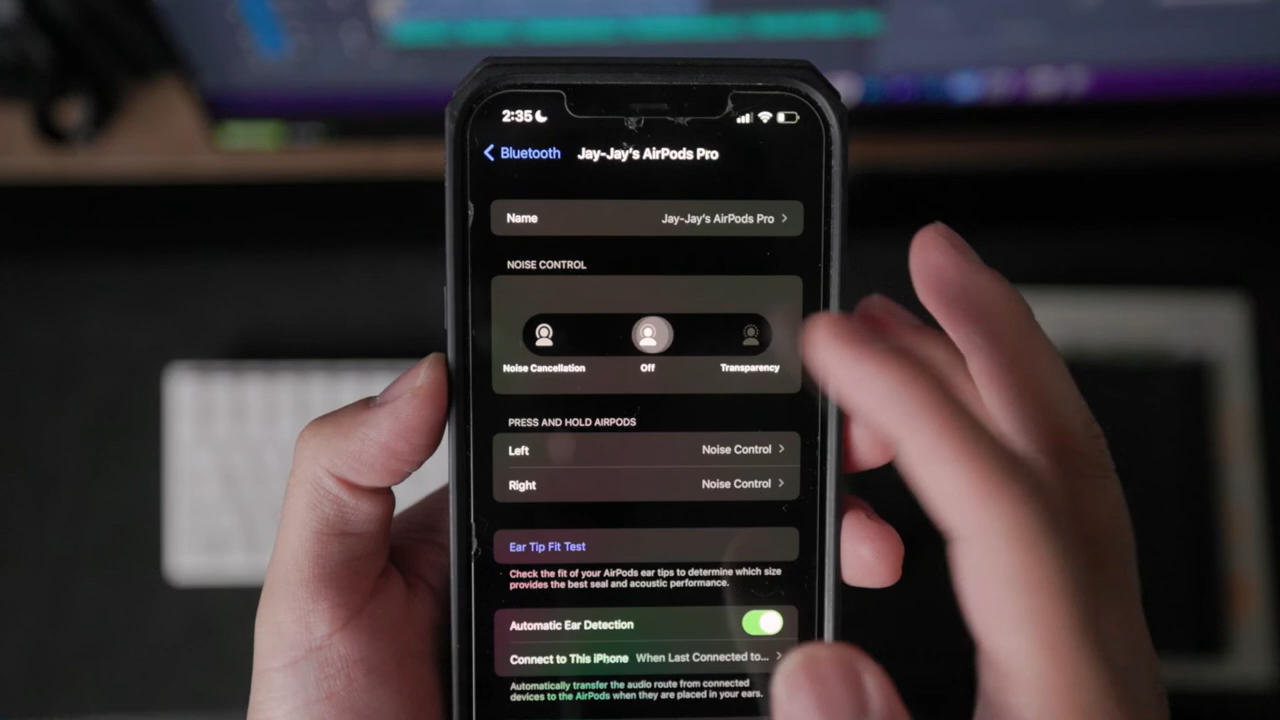 2:35
Bluetooth Jay-Jay's AirPods Pro
Name Jay-Jay's AirPods Pro
NOISE CONTROL
Noise Cancellation Off Transparency
PRESS AND HOLD AIRPODS
Left Noise Control
Right Noise Control
Ear Tip Fit Test
Check the fit of your AirPods ear tips to determine which size
provides the best seal and acoustic performance.
Automatic Ear Detection
Connect to This iPhone When Last Connected to...
Automatically transfer the audio route from connected
devices to the AirPods when they are placed in your ears.